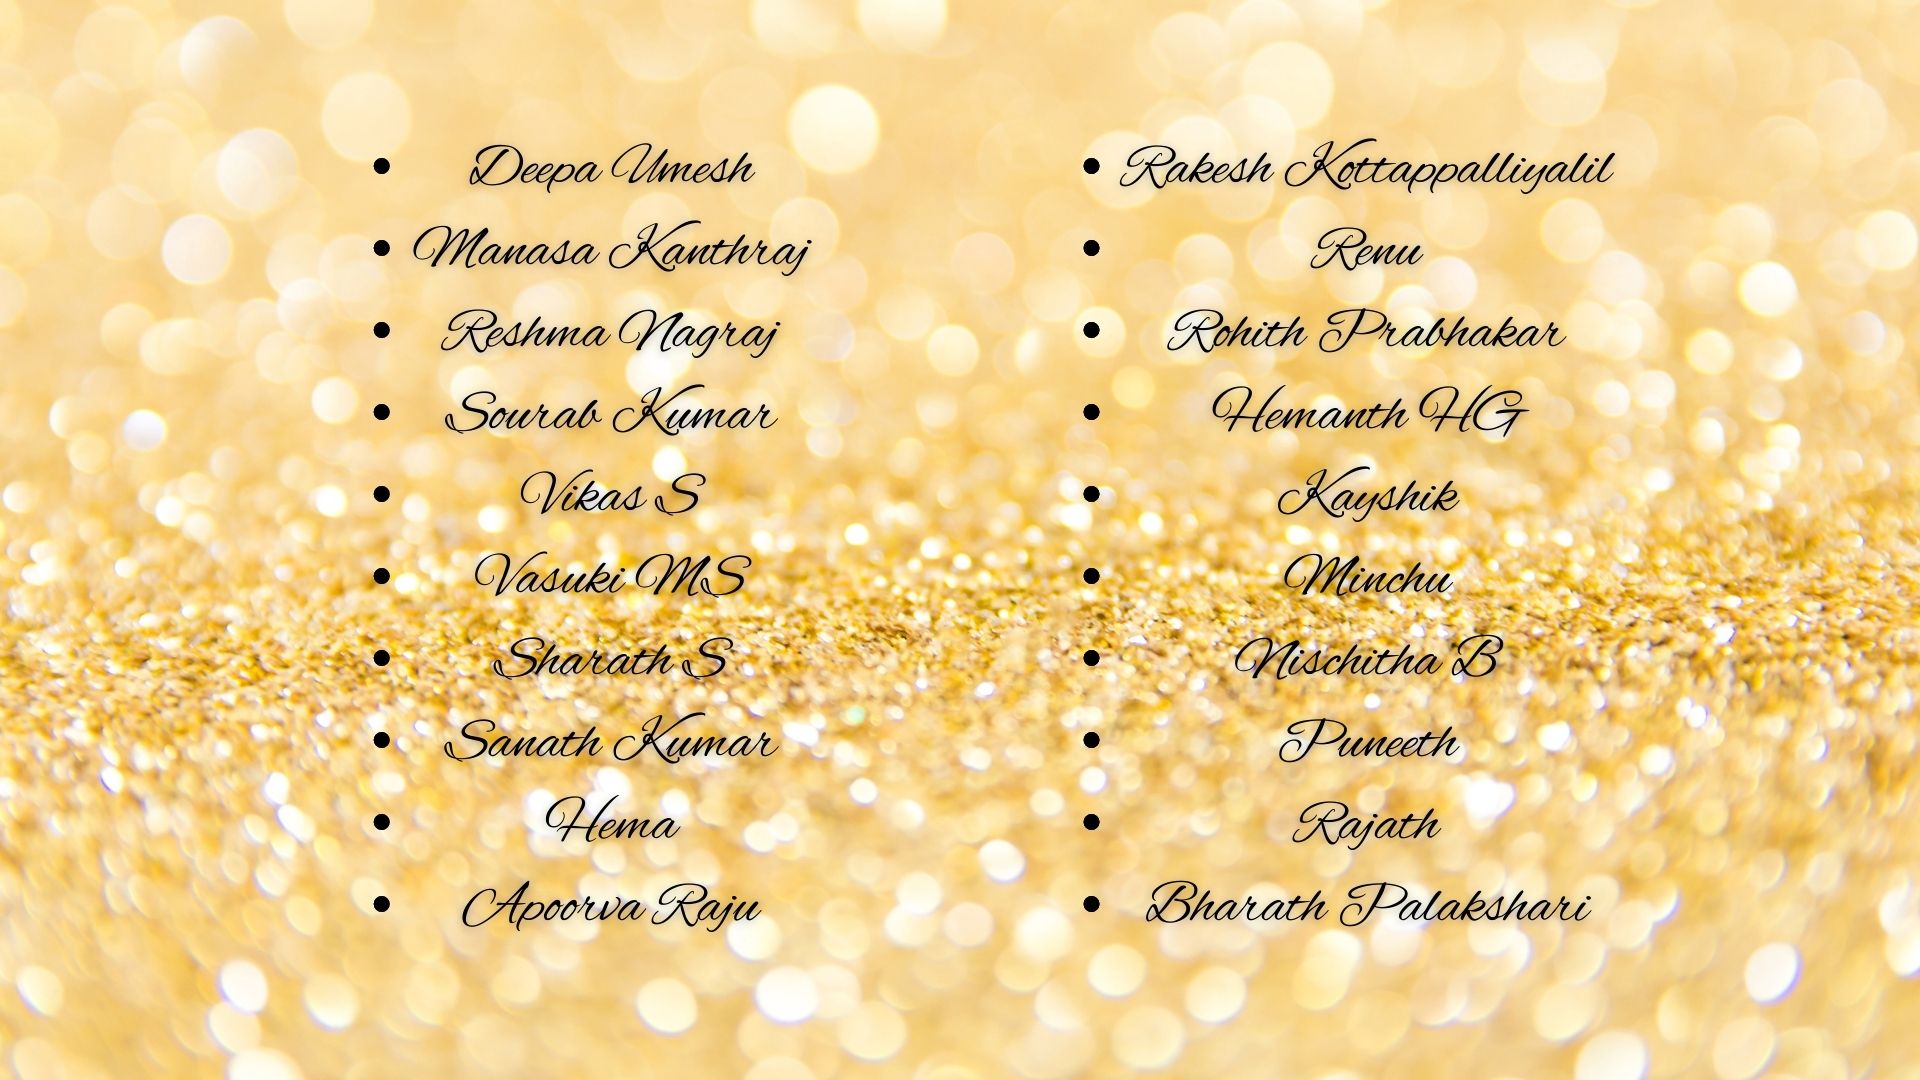 Deepa Umesh
Manasa Kanthraj
Reshma Nagraj
Sourab Kumar
Vikas S
Vasuki MS
Sharath S
Sanath Kumar
Hema
Apoorva Raju
Rakesh Kottappalliyalil
Renu
Rohith Prabhakar
Hemanth HG
Kayshik
Minchu
Nischitha B
Puneeth
Rajath
Bharath Palakshari